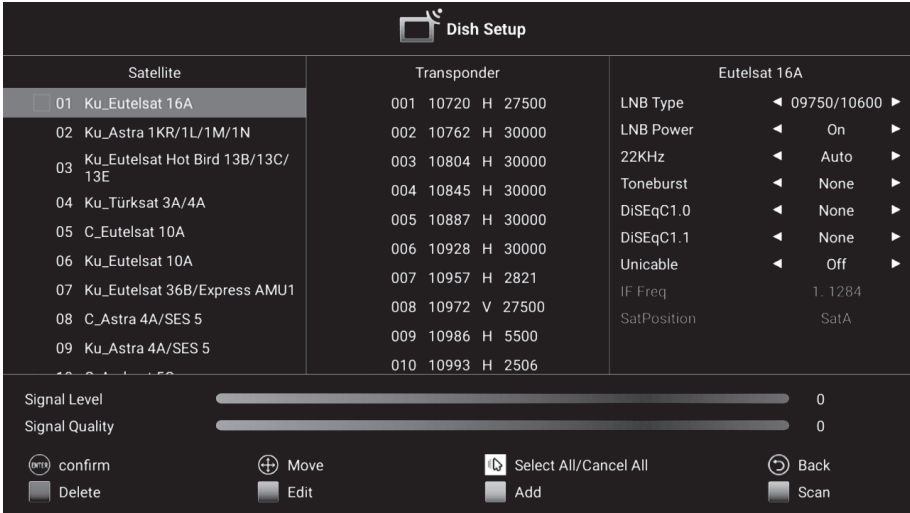 Dish Setup
Satellite
01 Ku_Eutelsat 16A
02 Ku_Astra 1KR/1L/1M/1N
03 Ku_Eutelsat Hot Bird 13B/13C/
13E
04 Ku_Türksat 3A/4A
05 C_Eutelsat 10A
06 Ku_Eutelsat 10A
07 Ku_Eutelsat 36B/Express AMU1
08 C_Astra 4A/SES 5
09 Ku_Astra 4A/SES 5
Transponder
001 10720 H 27500
002 10762 H 30000
003 10804 H 30000
004 10845 H 30000
005 10887 H 30000
006 10928 H 30000
007 10957 H 2821
008 10972 V 27500
009 10986 H 5500
010 10993 H 2506
Eutelsat 16A
LNB Type ◀ 09750/10600 ▶
LNB Power ◀ On ▶
22KHz ◀ Auto ▶
Toneburst ◀ None ▶
DiSEqC1.0 ◀ None ▶
DiSEqC1.1 ◀ None ▶
Unicable ◀ Off ▶
IF Freq 1. 1284
SatPosition SatA
Signal Level 0
Signal Quality 0
ENTER confirm Move Select All/Cancel All Back
Delete Edit Add Scan